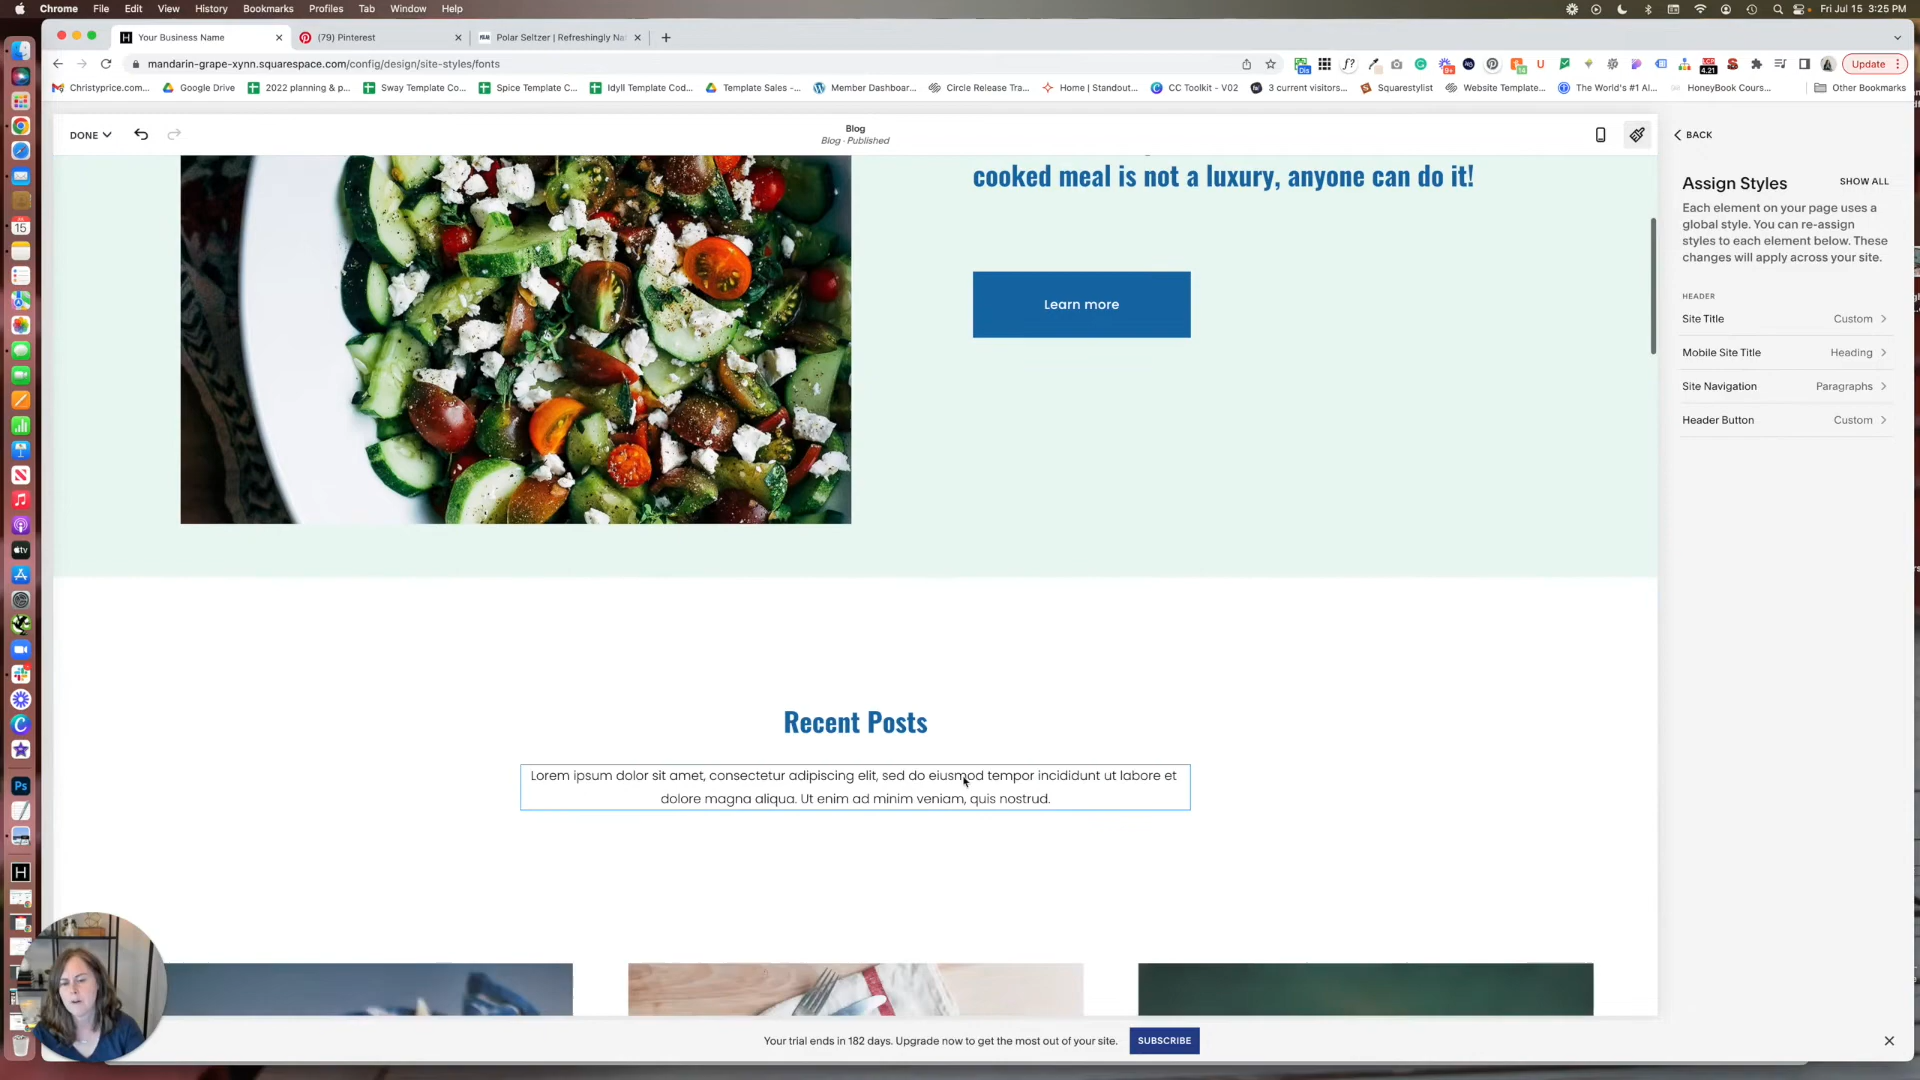 Chrome File Edit View History Bookmarks Profiles Tab Window Help Fri Jul 15 3:25 PM
Your Business Name (79) Pinterest Polar Seltzer | Refreshingly Na
mandarin-grape-xynn.squarespace.com/config/design/site-styles/fonts Update
Christyprice.com... Google Drive 2022 planning & p... Sway Template Co... Spice Template C... Idyll Template Cod... Template Sales -... Member Dashboar... Circle Release Tra... Home | Standout... CC Toolkit - V02 3 current visitors... Squarestylist Website Template... The World's #1 Al... HoneyBook Cours... Other Bookmarks
DONE
Blog
Blog · Published
BACK
cooked meal is not a luxury, anyone can do it!
Learn more
Recent Posts
Lorem ipsum dolor sit amet, consectetur adipiscing elit, sed do eiusmod tempor incididunt ut labore et
dolore magna aliqua. Ut enim ad minim veniam, quis nostrud.
Assign Styles SHOW ALL
Each element on your page uses a
global style. You can re-assign
styles to each element below. These
changes will apply across your site.
HEADER
Site Title Custom
Mobile Site Title Heading
Site Navigation Paragraphs
Header Button Custom
Your trial ends in 182 days. Upgrade now to get the most out of your site. SUBSCRIBE